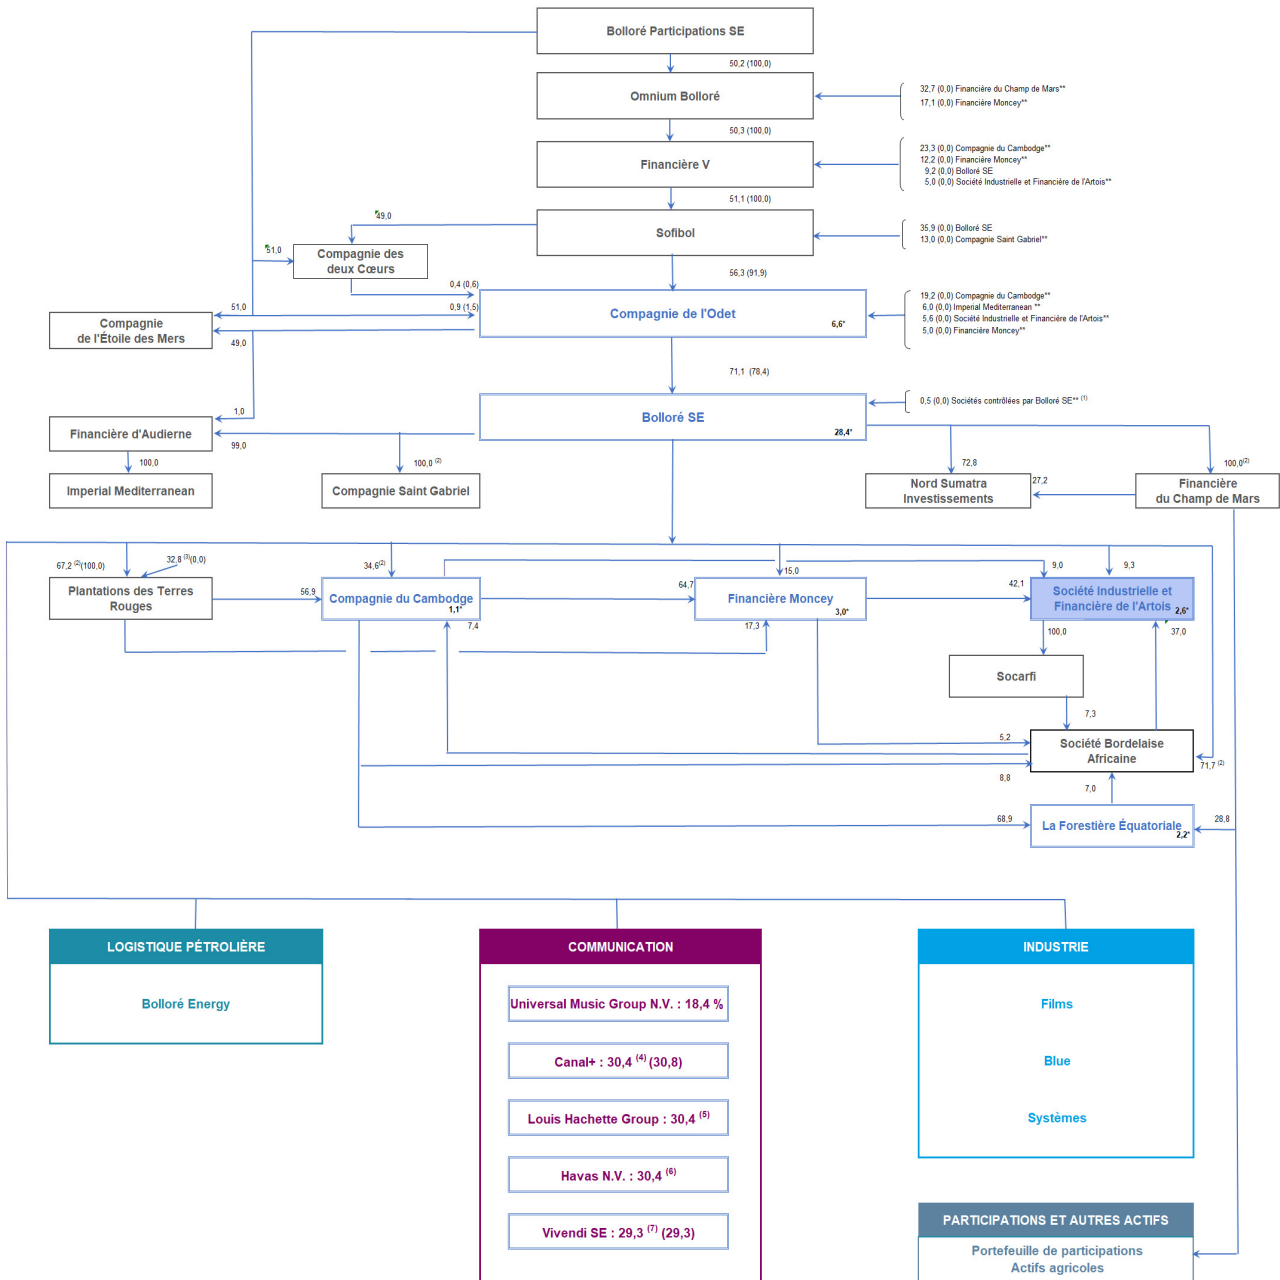 Bolloré Participations SE
50,2 (100,0)
Omnium Bolloré
32,7 (0,0) Financière du Champ de Mars**
17,1 (0,0) Financière Moncey**
50,3 (100,0)
Financière V
23,3 (0,0) Compagnie du Cambodge**
12,2 (0,0) Financière Moncey**
9,2 (0,0) Bolloré SE
5,0 (0,0) Société Industrielle et Financière de l'Artois**
51,1 (100,0)
49,0
Sofibol
35,9 (0,0) Bolloré SE
13,0 (0,0) Compagnie Saint Gabriel**
51,0
Compagnie des
deux Cœurs
56,3 (91,9)
0,4 (0,6)
51,0
0,9 (1,5)
Compagnie de l'Odet
6,6*
19,2 (0,0) Compagnie du Cambodge**
6,0 (0,0) Imperial Mediterranean **
5,6 (0,0) Société Industrielle et Financière de l'Artois**
5,0 (0,0) Financière Moncey**
Compagnie
de l'Étoile des Mers
49,0
71,1 (78,4)
0,5 (0,0) Sociétés contrôlées par Bolloré SE** (1)
1,0
Bolloré SE
28,4*
Financière d'Audierne
99,0
100,0
100,0 (2)
72,8
100,0(2)
Imperial Mediterranean
Compagnie Saint Gabriel
Nord Sumatra
Investissements
27,2
Financière
du Champ de Mars
67,2 (2)(100,0)
32,8 (3)(0,0)
34,6(2)
15,0
9,0
9,3
Plantations des Terres
Rouges
56,9
Compagnie du Cambodge
1,1*
64,7
Financière Moncey
3,0*
42,1
Société Industrielle et
Financière de l'Artois
2,6*
7,4
17,3
100,0
37,0
Socarfi
7,3
5,2
Société Bordelaise
Africaine
71,7 (2)
8,8
7,0
68,9
La Forestière Équatoriale
2,2*
28,8
LOGISTIQUE PÉTROLIÈRE
Bolloré Energy
COMMUNICATION
Universal Music Group N.V. : 18,4 %
Canal+ : 30,4 (4) (30,8)
Louis Hachette Group : 30,4 (5)
Havas N.V. : 30,4 (6)
Vivendi SE : 29,3 (7) (29,3)
INDUSTRIE
Films
Blue
Systèmes
PARTICIPATIONS ET AUTRES ACTIFS
Portefeuille de participations
Actifs agricoles